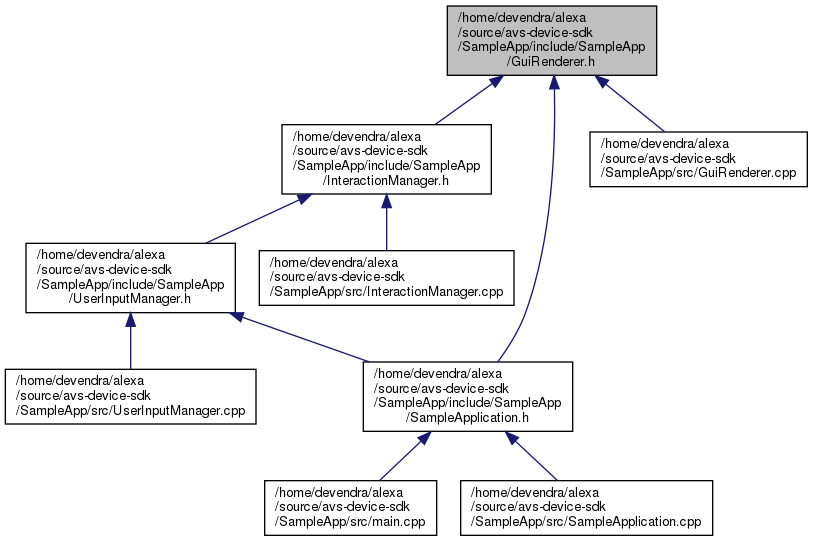 /home/devendra/alexa
/source/avs-device-sdk
/SampleApp/include/SampleApp
/GuiRenderer.h
/home/devendra/alexa
/source/avs-device-sdk
/SampleApp/include/SampleApp
/InteractionManager.h
/home/devendra/alexa
/source/avs-device-sdk
/SampleApp/src/GuiRenderer.cpp
/home/devendra/alexa
/source/avs-device-sdk
/SampleApp/include/SampleApp
/UserInputManager.h
/home/devendra/alexa
/source/avs-device-sdk
/SampleApp/src/InteractionManager.cpp
/home/devendra/alexa
/source/avs-device-sdk
/SampleApp/src/UserInputManager.cpp
/home/devendra/alexa
/source/avs-device-sdk
/SampleApp/include/SampleApp
/SampleApplication.h
/home/devendra/alexa
/source/avs-device-sdk
/SampleApp/src/main.cpp
/home/devendra/alexa
/source/avs-device-sdk
/SampleApp/src/SampleApplication.cpp